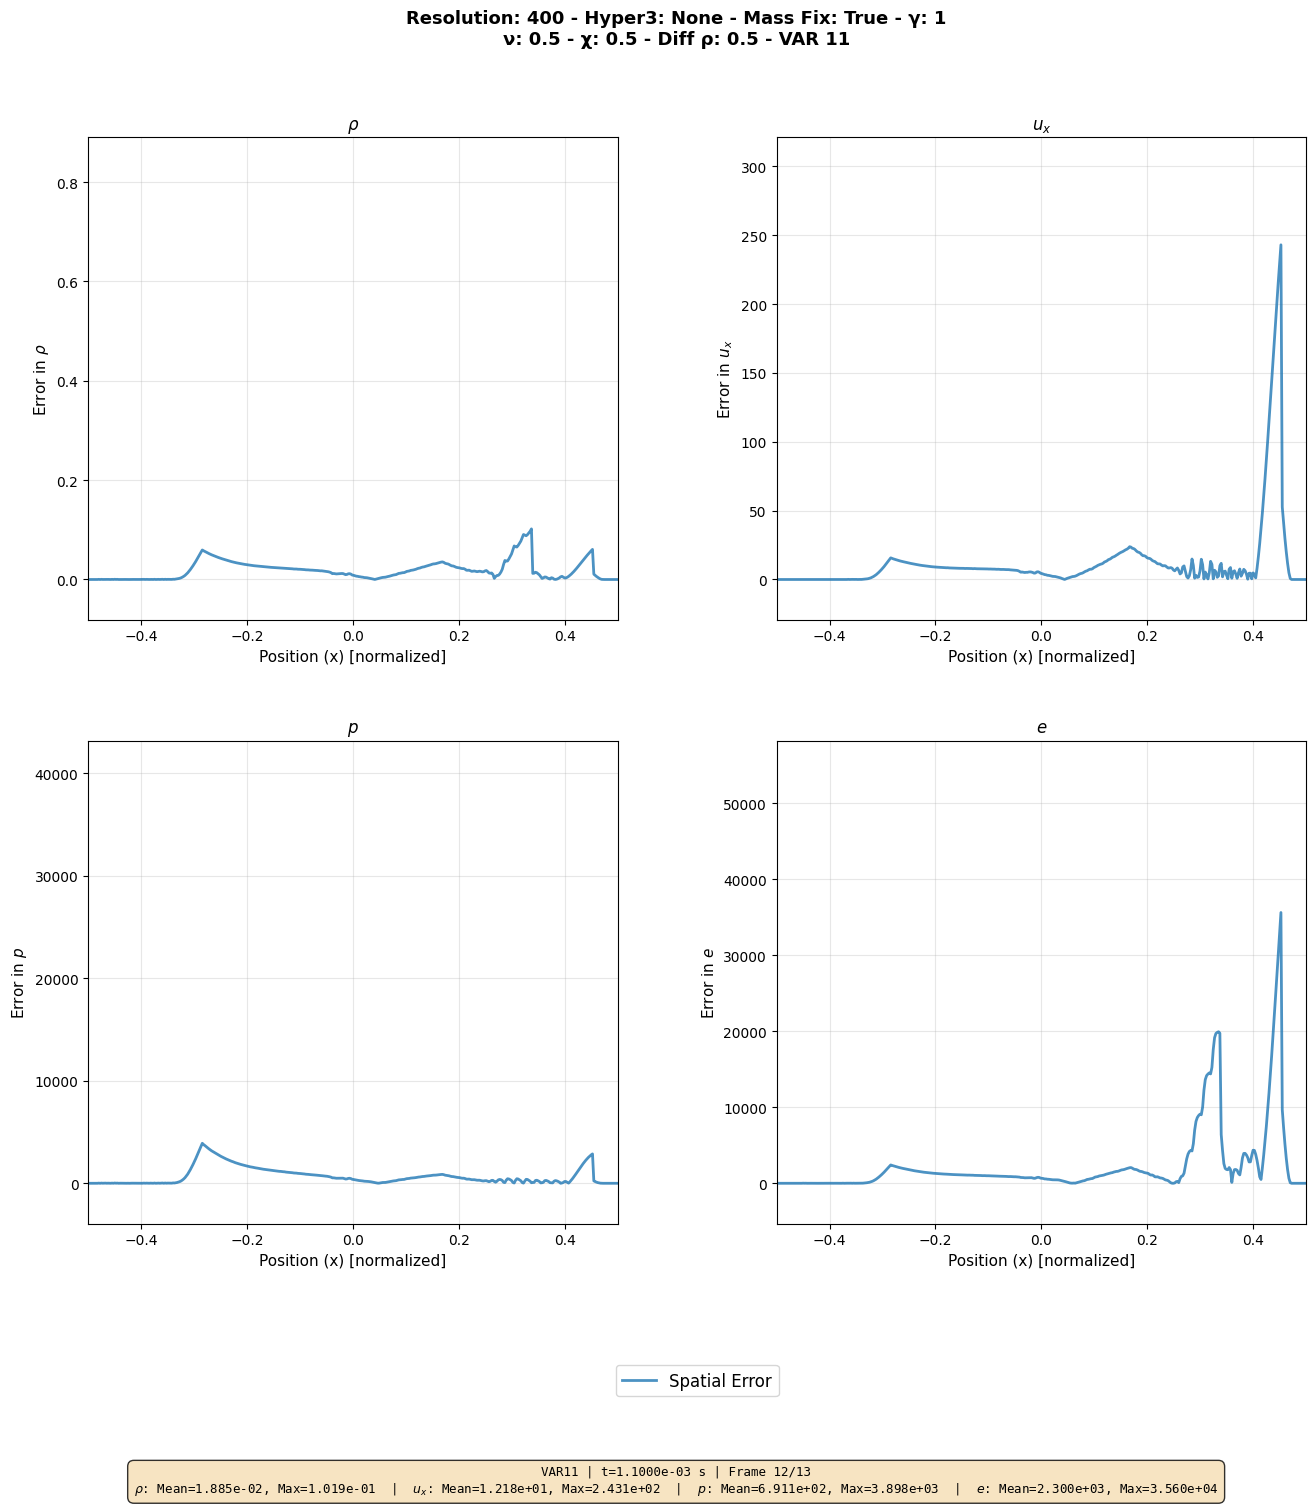 Resolution: 400 - Hyper3: None - Mass Fix: True - γ: 1
ν: 0.5 - χ: 0.5 - Diff ρ: 0.5 - VAR 11
ρ
0.8
0.6
0.4
0.2
0.0
Error in ρ
−0.4 −0.2 0.0 0.2 0.4
Position (x) [normalized]
uₓ
300
250
200
150
100
50
0
Error in uₓ
−0.4 −0.2 0.0 0.2 0.4
Position (x) [normalized]
p
40000
30000
20000
10000
0
Error in p
−0.4 −0.2 0.0 0.2 0.4
Position (x) [normalized]
e
50000
40000
30000
20000
10000
0
Error in e
−0.4 −0.2 0.0 0.2 0.4
Position (x) [normalized]
Spatial Error
VAR11 | t=1.1000e-03 s | Frame 12/13
ρ: Mean=1.885e-02, Max=1.019e-01 | uₓ: Mean=1.218e+01, Max=2.431e+02 | p: Mean=6.911e+02, Max=3.898e+03 | e: Mean=2.300e+03, Max=3.560e+04